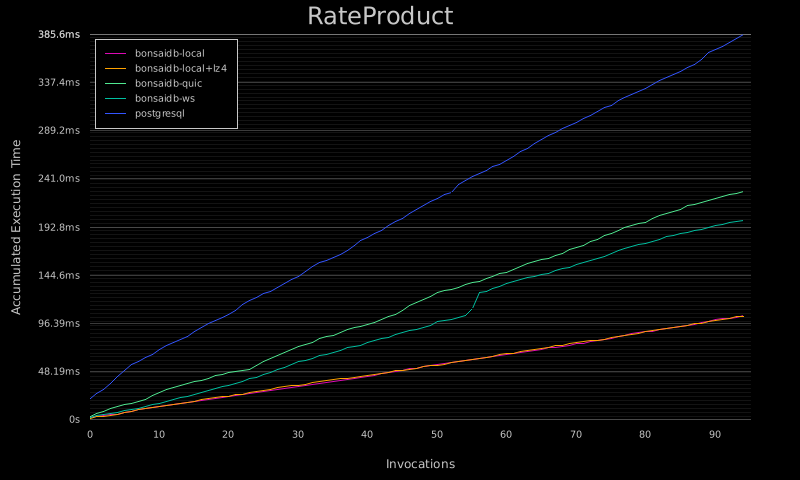 RateProduct
385.6ms
337.4ms
289.2ms
241.0ms
192.8ms
144.6ms
96.39ms
48.19ms
0s
Accumulated Execution Time
bonsaidb-local
bonsaidb-local+lz4
bonsaidb-quic
bonsaidb-ws
postgresql
0 10 20 30 40 50 60 70 80 90
Invocations